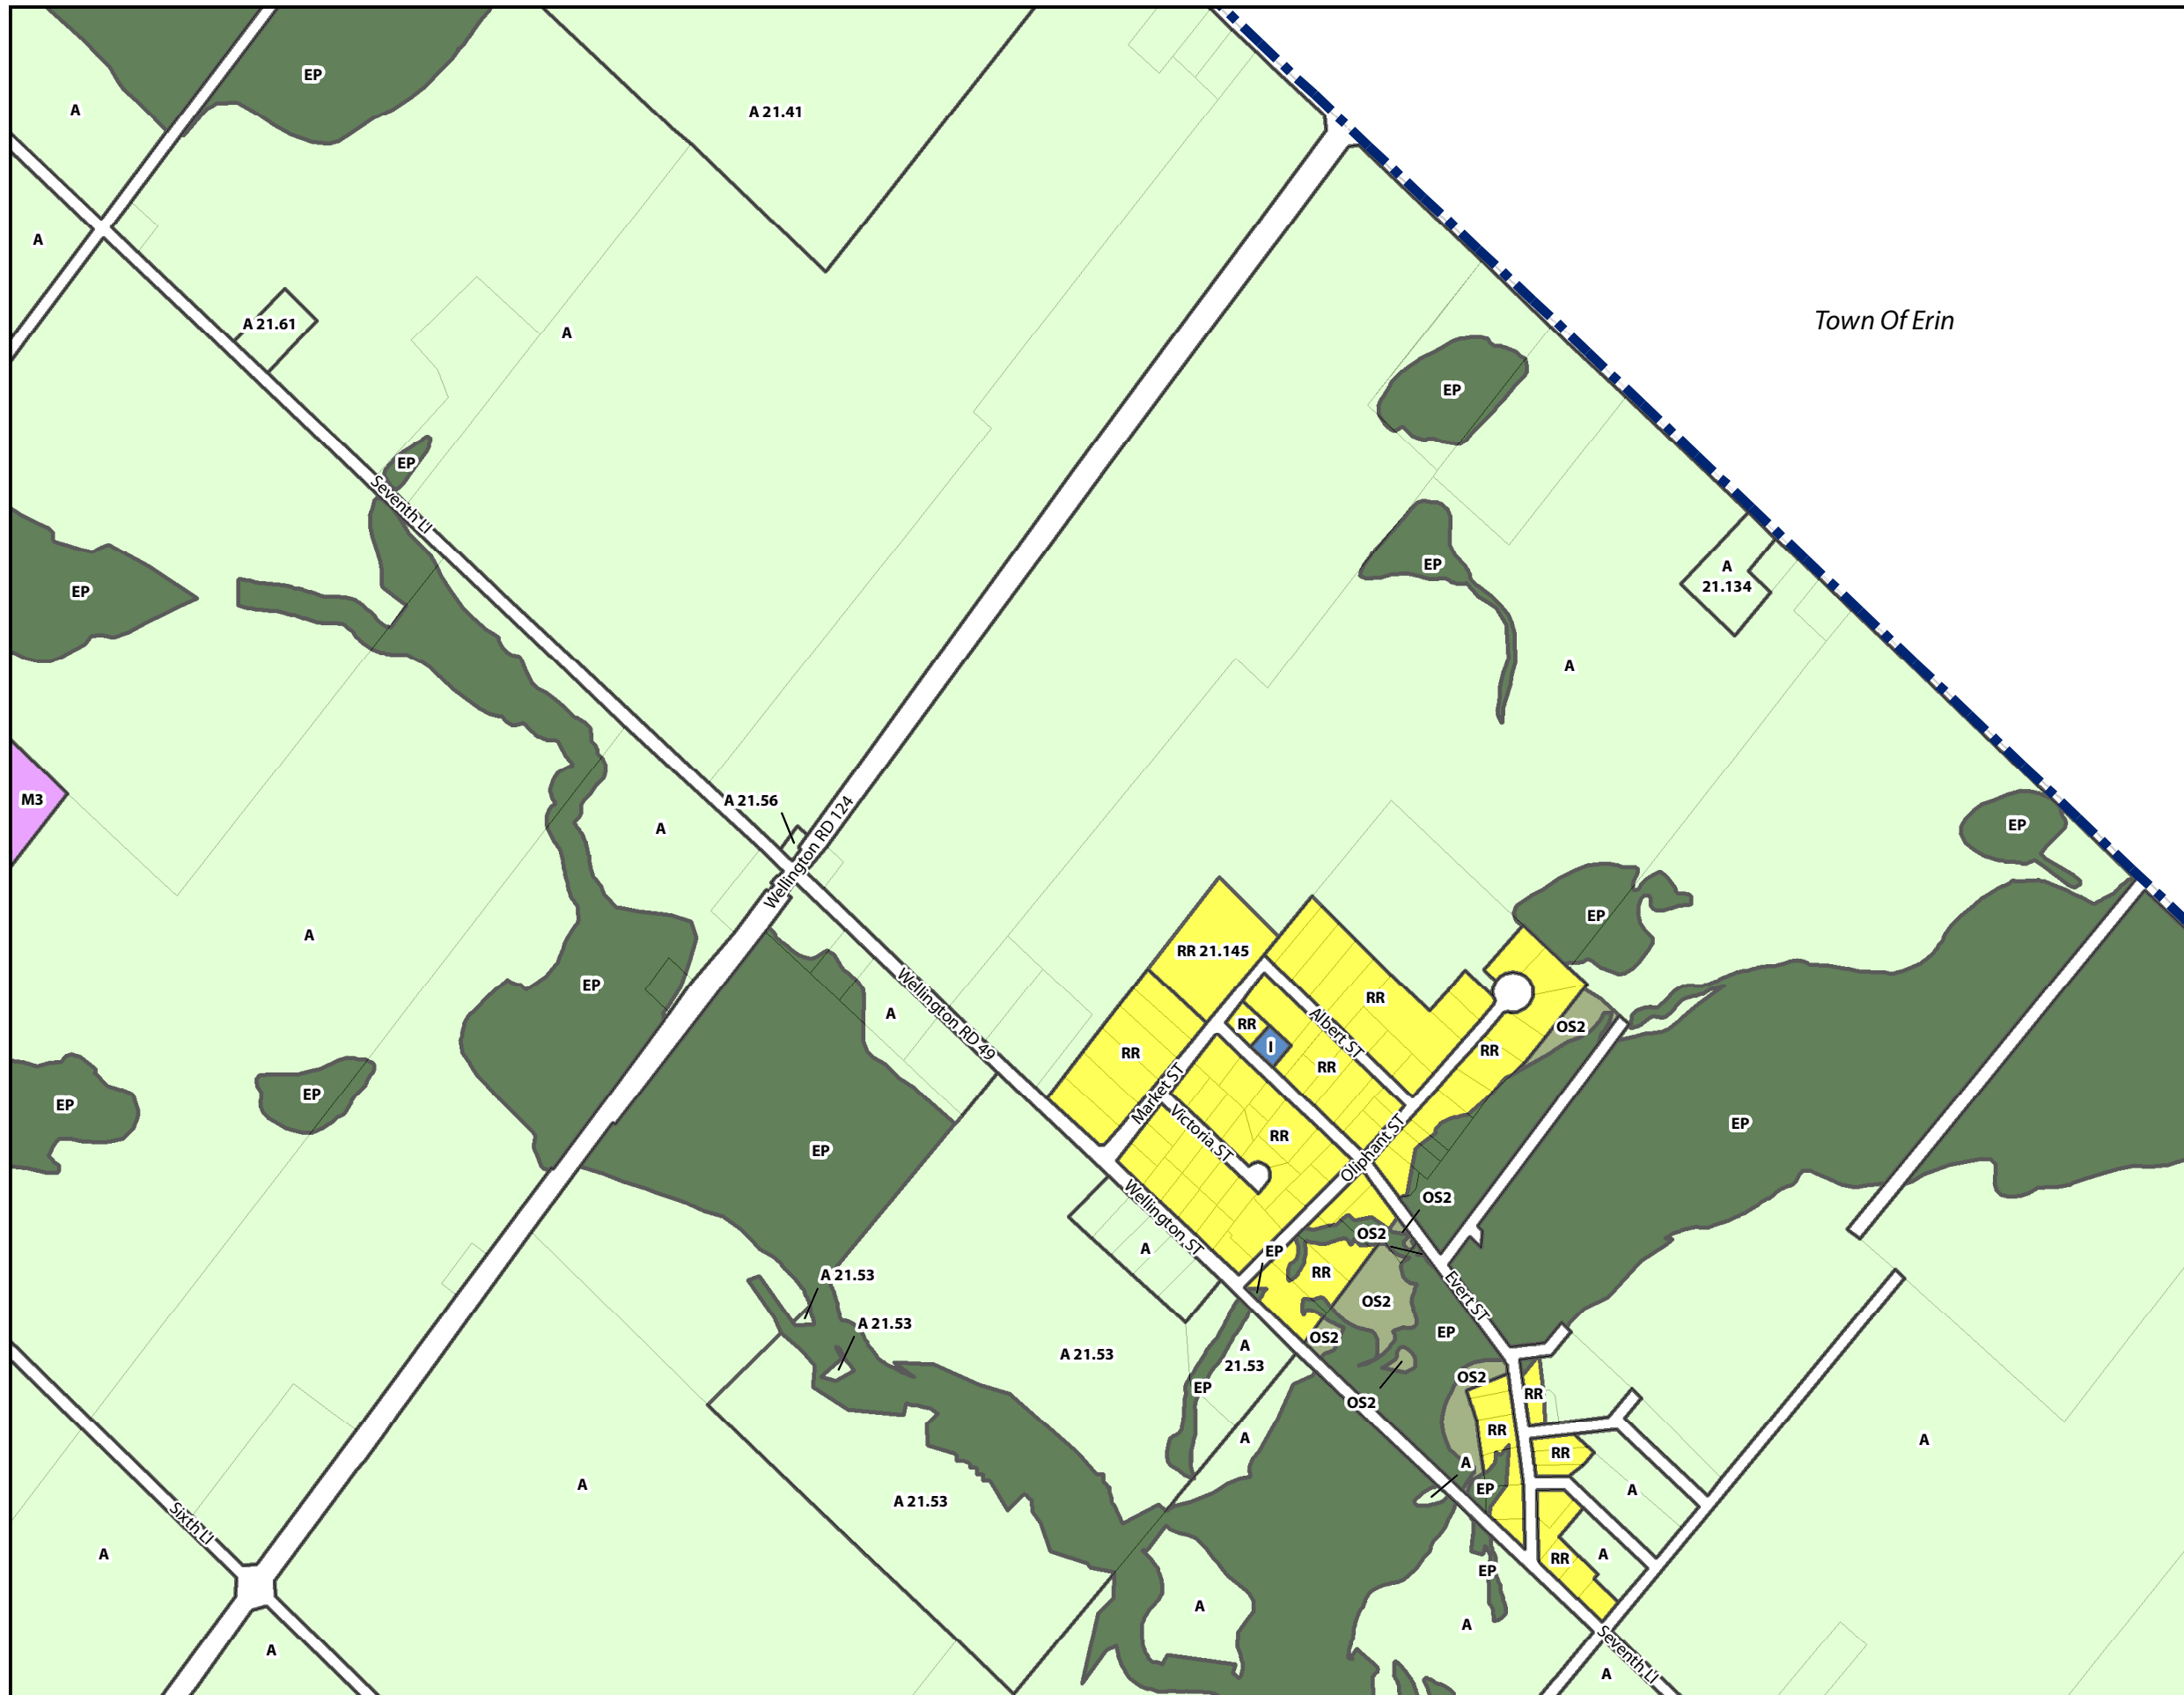 EP
A
A 21.41
A
A 21.61
A
Town Of Erin
EP
EP
Seventh LI
EP
EP
A
21.134
A
M3
A 21.56
A
Wellington RD 124
EP
A
EP
RR 21.145
EP
RR
Wellington RD 49
A
RR
I
Albert ST
OS2
RR
RR
RR
EP
EP
Market ST
Victoria ST
RR
EP
EP
Oliphant ST
Wellington ST
OS2
OS2
A
EP
RR
A 21.53
Evert ST
OS2
A 21.53
EP
OS2
A
21.53
A 21.53
OS2
EP
RR
OS2
RR
A
A
RR
A
EP
A
A
A 21.53
Sixth LI
A
RR
A
EP
A
A
Seventh LI
A
A